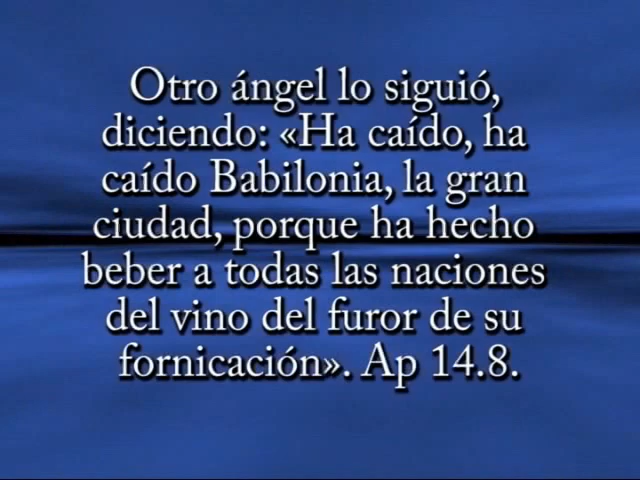 Otro ángel lo siguió,
diciendo: «Ha caído, ha
caído Babilonia, la gran
ciudad, porque ha hecho
beber a todas las naciones
del vino del furor de su
fornicación». Ap 14.8.